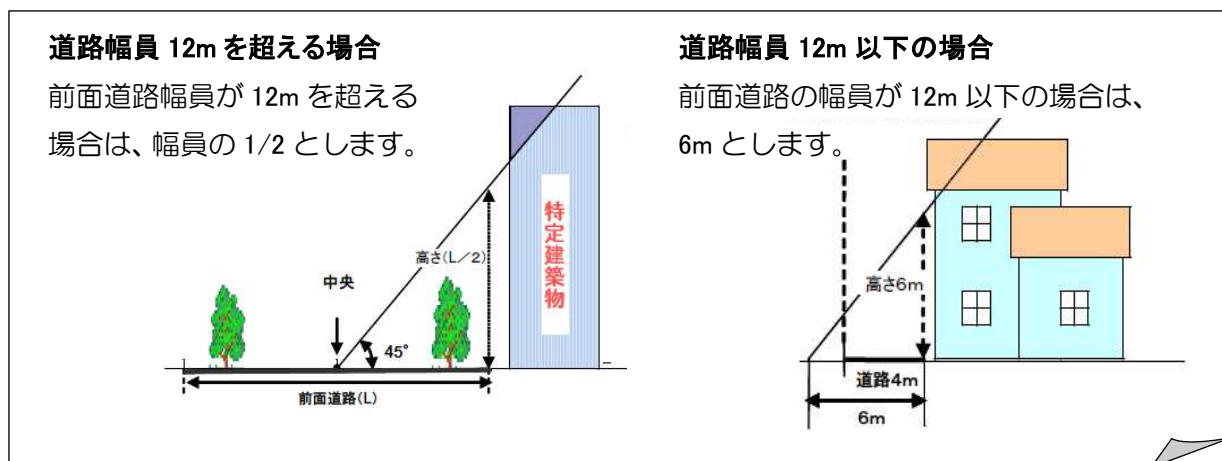 道路幅員 12m を超える場合
前面道路幅員が 12m を超える
場合は、幅員の 1/2 とします。
特定建築物
高さ(L/2)
中央
45°
前面道路(L)
道路幅員 12m 以下の場合
前面道路の幅員が 12m 以下の場合は、
6m とします。
高さ6m
道路4m
6m